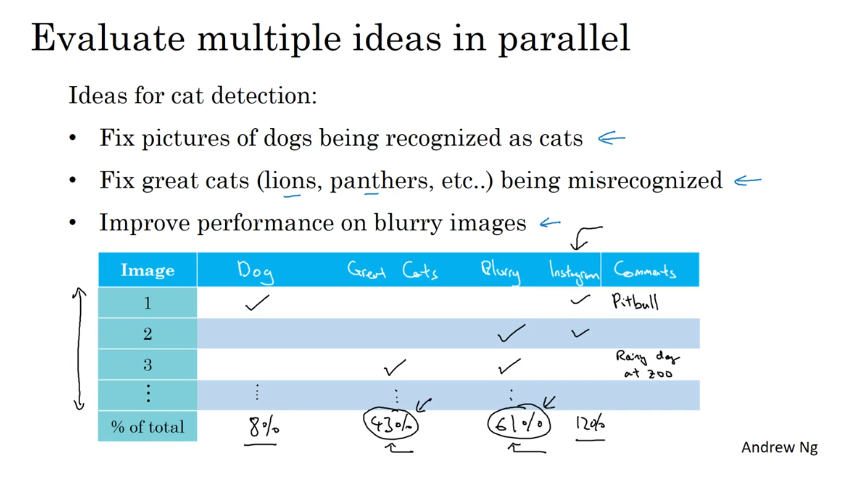 Evaluate multiple ideas in parallel
Ideas for cat detection:
• Fix pictures of dogs being recognized as cats
• Fix great cats (lions, panthers, etc..) being misrecognized
• Improve performance on blurry images
Image Dog Great Cats Blurry Instagram Comments
1 ✓ ✓ Pitbull
2 ✓ ✓
3 ✓ ✓ Rainy day
at zoo
⋮ ⋮ ⋮ ⋮
% of total 8% 43% 61% 12%
Andrew Ng